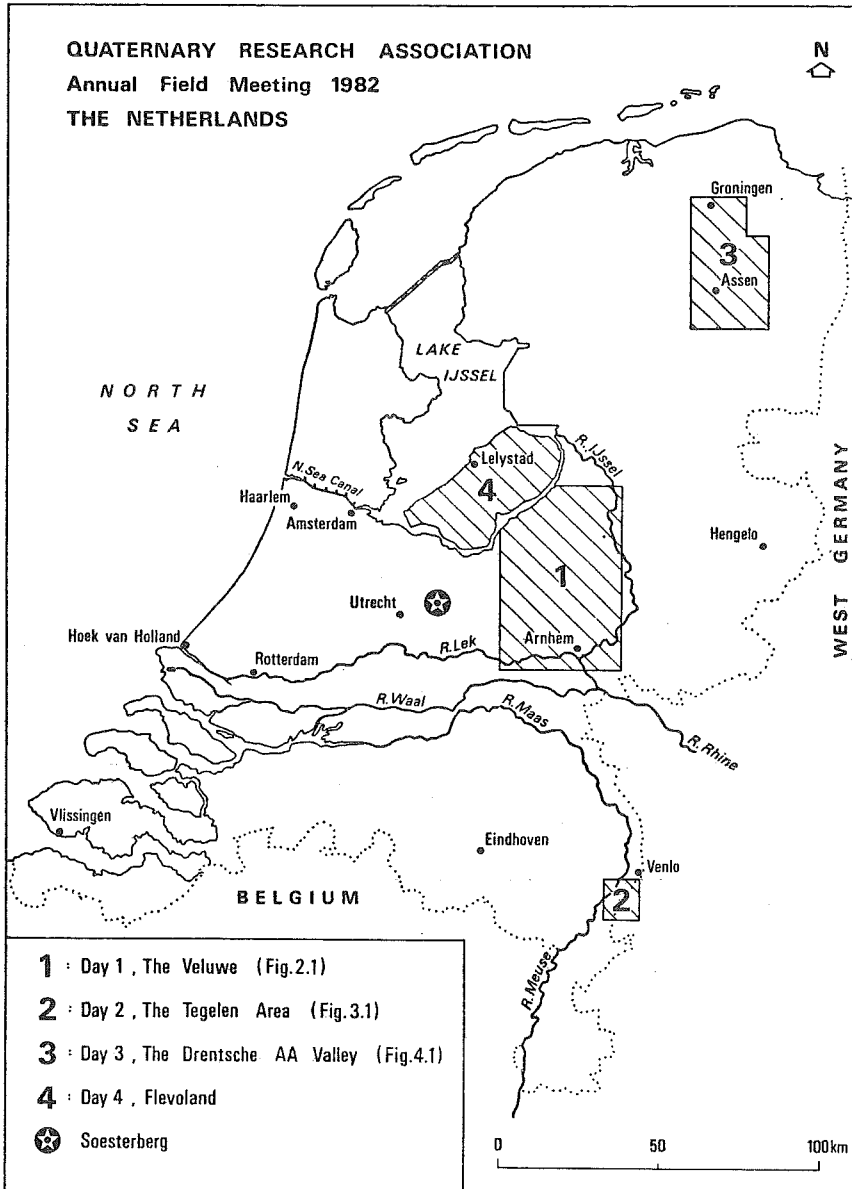 QUATERNARY RESEARCH ASSOCIATION
Annual Field Meeting 1982
THE NETHERLANDS
N
Groningen
3
Assen
LAKE
IJSSEL
NORTH
SEA
R. IJssel
Lelystad
4
N. Sea Canal
Haarlem
Amsterdam
Hengelo
WEST GERMANY
1
Utrecht
Hoek van Holland
Arnhem
R. Lek
Rotterdam
R. Waal
R. Maas
R. Rhine
Vlissingen
Eindhoven
Venlo
BELGIUM
2
R. Meuse
1 : Day 1, The Veluwe (Fig.2.1)
2 : Day 2, The Tegelen Area (Fig.3.1)
3 : Day 3, The Drentsche AA Valley (Fig.4.1)
4 : Day 4, Flevoland
Soesterberg
0 50 100 km